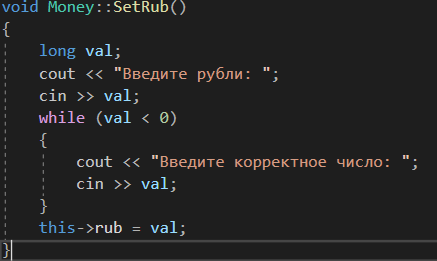 void Money::SetRub()
{
long val;
cout << "Введите рубли: ";
cin >> val;
while (val < 0)
{
cout << "Введите корректное число: ";
cin >> val;
}
this->rub = val;
}